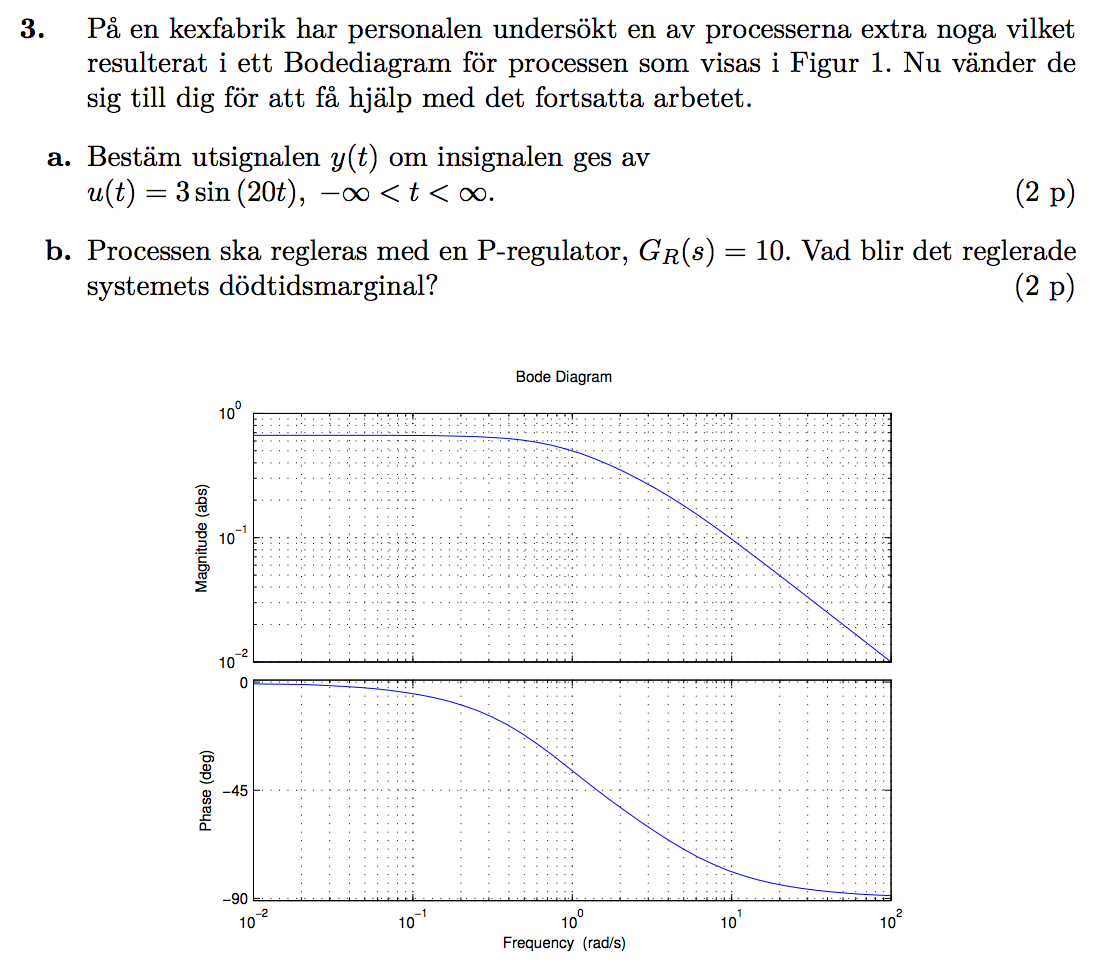 3. På en kexfabrik har personalen undersökt en av processerna extra noga vilket
resulterat i ett Bodediagram för processen som visas i Figur 1. Nu vänder de
sig till dig för att få hjälp med det fortsatta arbetet.
a. Bestäm utsignalen y(t) om insignalen ges av
u(t) = 3 sin (20t), −∞ < t < ∞. (2 p)
b. Processen ska regleras med en P-regulator, G_R(s) = 10. Vad blir det reglerade
systemets dödtidsmarginal? (2 p)
Bode Diagram
10^0
10^−1
10^−2
Magnitude (abs)
0
−45
−90
Phase (deg)
10^−2 10^−1 10^0 10^1 10^2
Frequency (rad/s)